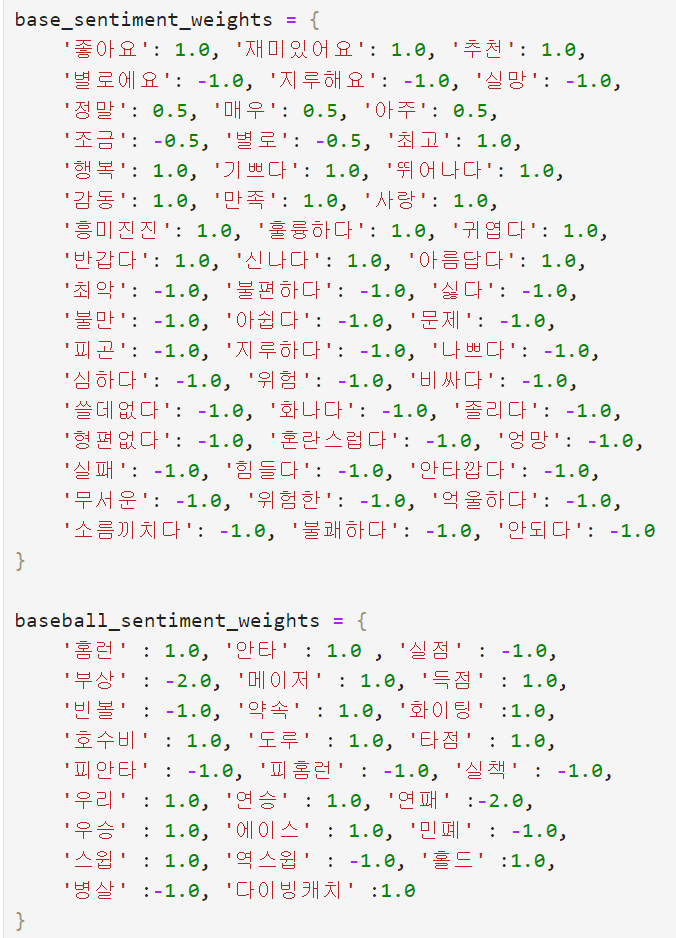 base_sentiment_weights = {
    '좋아요': 1.0, '재미있어요': 1.0, '추천': 1.0,
    '별로에요': -1.0, '지루해요': -1.0, '실망': -1.0,
    '정말': 0.5, '매우': 0.5, '아주': 0.5,
    '조금': -0.5, '별로': -0.5, '최고': 1.0,
    '행복': 1.0, '기쁘다': 1.0, '뛰어나다': 1.0,
    '감동': 1.0, '만족': 1.0, '사랑': 1.0,
    '흥미진진': 1.0, '훌륭하다': 1.0, '귀엽다': 1.0,
    '반갑다': 1.0, '신나다': 1.0, '아름답다': 1.0,
    '최악': -1.0, '불편하다': -1.0, '싫다': -1.0,
    '불만': -1.0, '아쉽다': -1.0, '문제': -1.0,
    '피곤': -1.0, '지루하다': -1.0, '나쁘다': -1.0,
    '심하다': -1.0, '위험': -1.0, '비싸다': -1.0,
    '쓸데없다': -1.0, '화나다': -1.0, '졸리다': -1.0,
    '형편없다': -1.0, '혼란스럽다': -1.0, '엉망': -1.0,
    '실패': -1.0, '힘들다': -1.0, '안타깝다': -1.0,
    '무서운': -1.0, '위험한': -1.0, '억울하다': -1.0,
    '소름끼치다': -1.0, '불쾌하다': -1.0, '안되다': -1.0
}
baseball_sentiment_weights = {
    '홈런' : 1.0, '안타' : 1.0 , '실점' : -1.0,
    '부상' : -2.0, '메이저' : 1.0, '득점' : 1.0,
    '빈볼' : -1.0, '약속' : 1.0, '화이팅' :1.0,
    '호수비' : 1.0, '도루' : 1.0, '타점' : 1.0,
    '피안타' : -1.0, '피홈런' : -1.0, '실책' : -1.0,
    '우리' : 1.0, '연승' : 1.0, '연패' :-2.0,
    '우승' : 1.0, '에이스' : 1.0, '민폐' : -1.0,
    '스윕' : 1.0, '역스윕' : -1.0, '홀드' :1.0,
    '병살' :-1.0, '다이빙캐치' :1.0
}